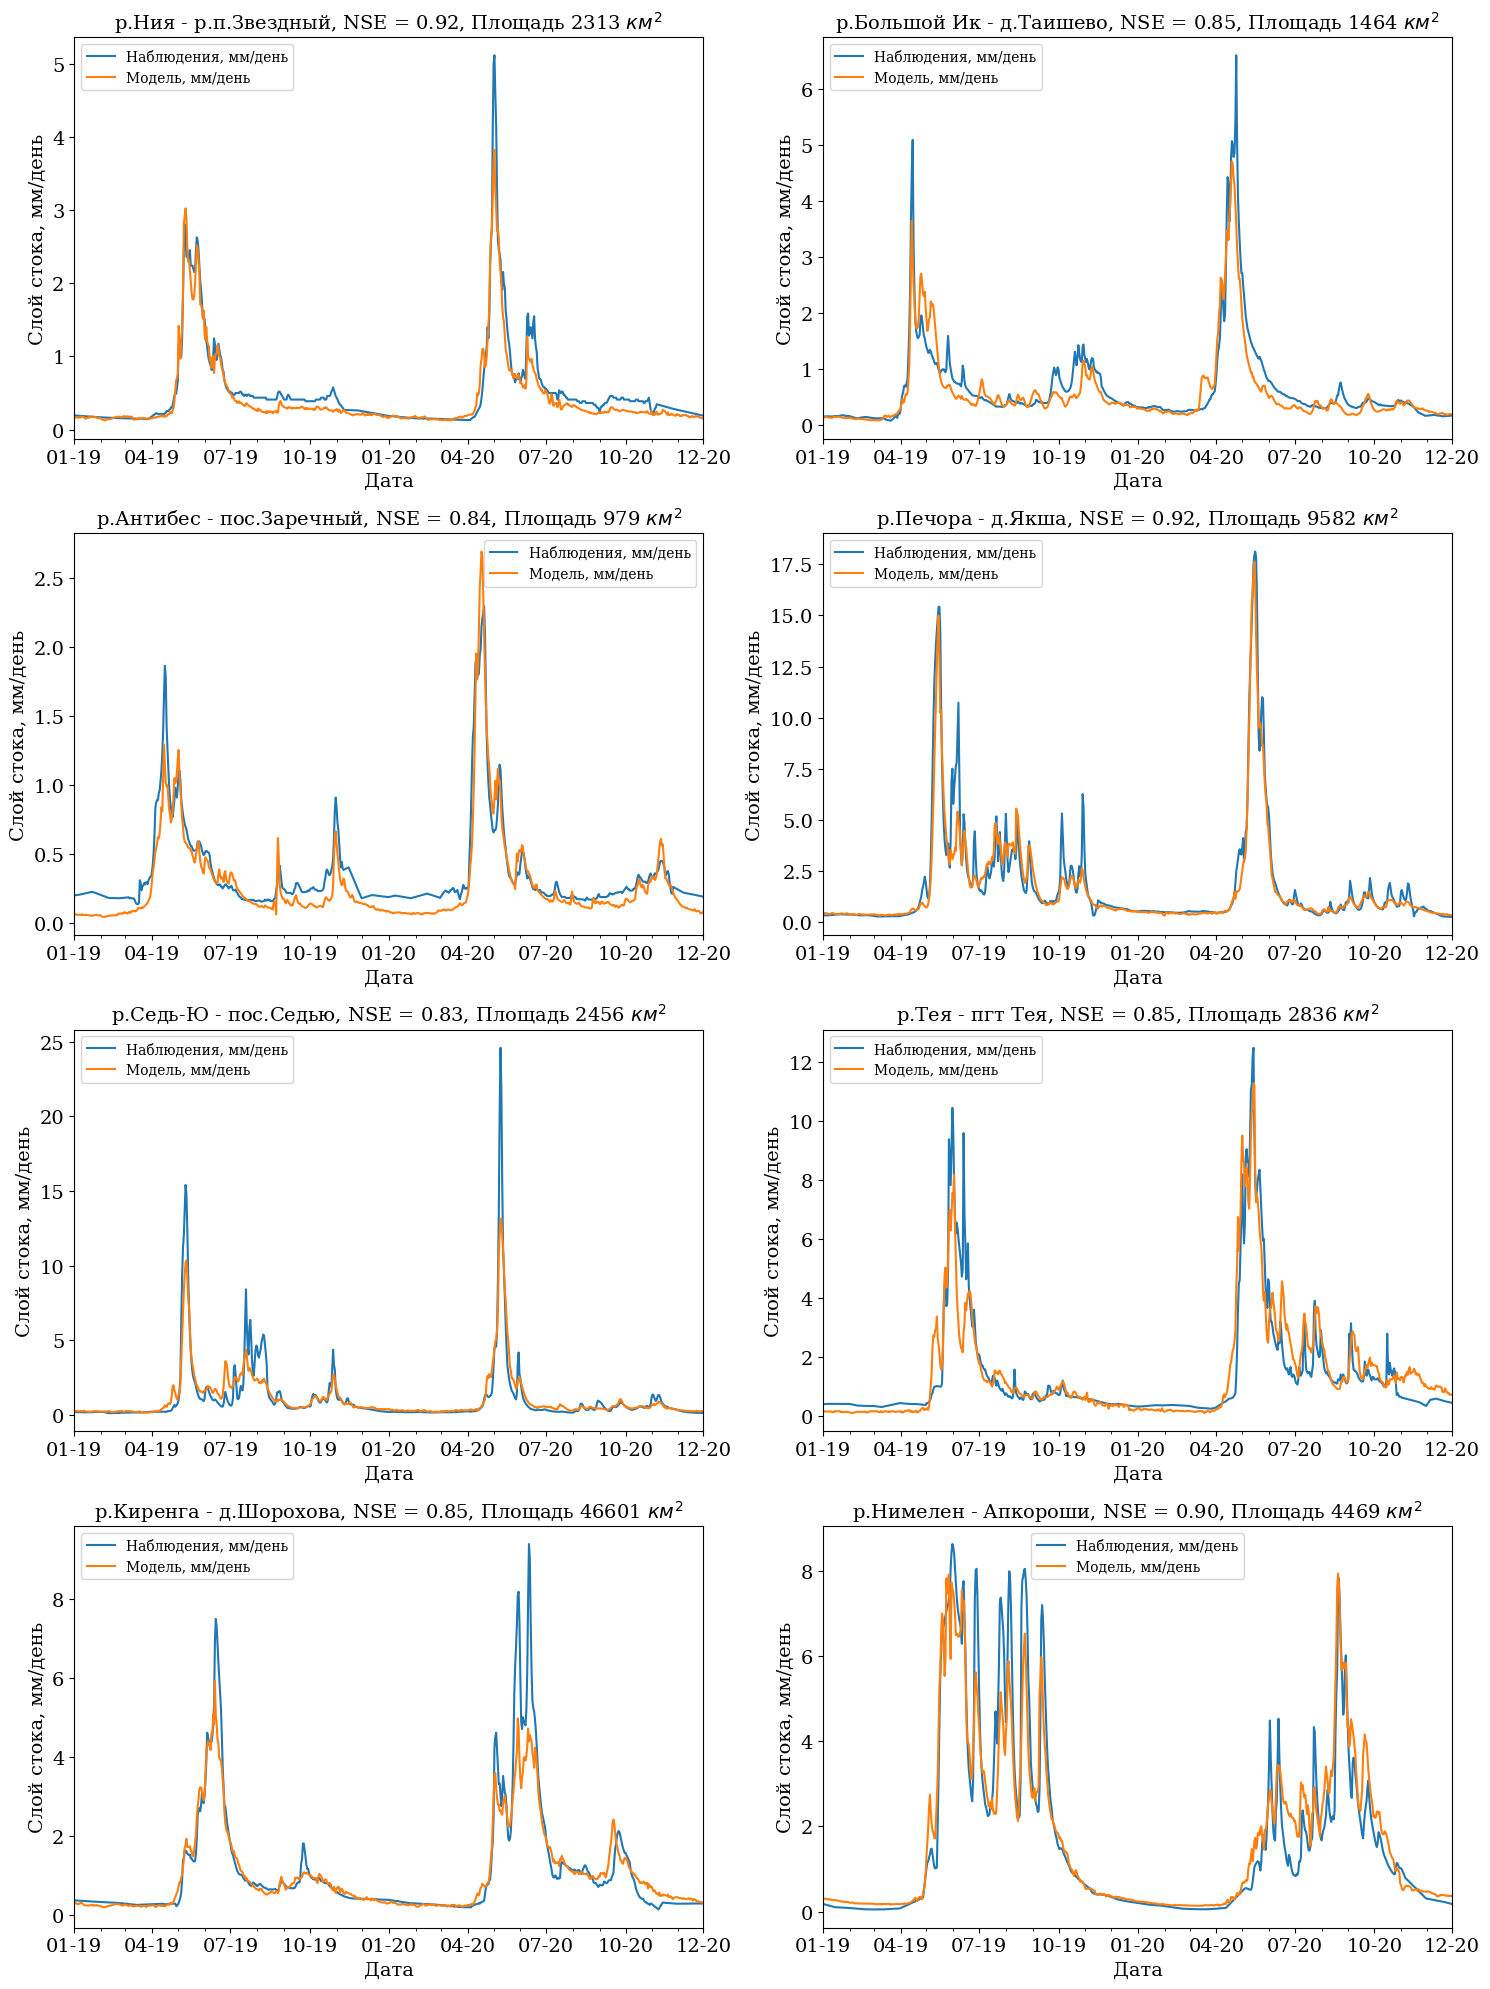 р.Ния - р.п.Звездный, NSE = 0.92, Площадь 2313 км²
Наблюдения, мм/день
Модель, мм/день
Слой стока, мм/день
5
4
3
2
1
0
01-19 04-19 07-19 10-19 01-20 04-20 07-20 10-20 12-20
Дата
р.Большой Ик - д.Таишево, NSE = 0.85, Площадь 1464 км²
Наблюдения, мм/день
Модель, мм/день
Слой стока, мм/день
6
5
4
3
2
1
0
01-19 04-19 07-19 10-19 01-20 04-20 07-20 10-20 12-20
Дата
р.Антибес - пос.Заречный, NSE = 0.84, Площадь 979 км²
Наблюдения, мм/день
Модель, мм/день
Слой стока, мм/день
2.5
2.0
1.5
1.0
0.5
0.0
01-19 04-19 07-19 10-19 01-20 04-20 07-20 10-20 12-20
Дата
р.Печора - д.Якша, NSE = 0.92, Площадь 9582 км²
Наблюдения, мм/день
Модель, мм/день
Слой стока, мм/день
17.5
15.0
12.5
10.0
7.5
5.0
2.5
0.0
01-19 04-19 07-19 10-19 01-20 04-20 07-20 10-20 12-20
Дата
р.Седь-Ю - пос.Седью, NSE = 0.83, Площадь 2456 км²
Наблюдения, мм/день
Модель, мм/день
Слой стока, мм/день
25
20
15
10
5
0
01-19 04-19 07-19 10-19 01-20 04-20 07-20 10-20 12-20
Дата
р.Тея - пгт Тея, NSE = 0.85, Площадь 2836 км²
Наблюдения, мм/день
Модель, мм/день
Слой стока, мм/день
12
10
8
6
4
2
0
01-19 04-19 07-19 10-19 01-20 04-20 07-20 10-20 12-20
Дата
р.Киренга - д.Шорохова, NSE = 0.85, Площадь 46601 км²
Наблюдения, мм/день
Модель, мм/день
Слой стока, мм/день
8
6
4
2
0
01-19 04-19 07-19 10-19 01-20 04-20 07-20 10-20 12-20
Дата
р.Нимелен - Апкороши, NSE = 0.90, Площадь 4469 км²
Наблюдения, мм/день
Модель, мм/день
Слой стока, мм/день
8
6
4
2
0
01-19 04-19 07-19 10-19 01-20 04-20 07-20 10-20 12-20
Дата